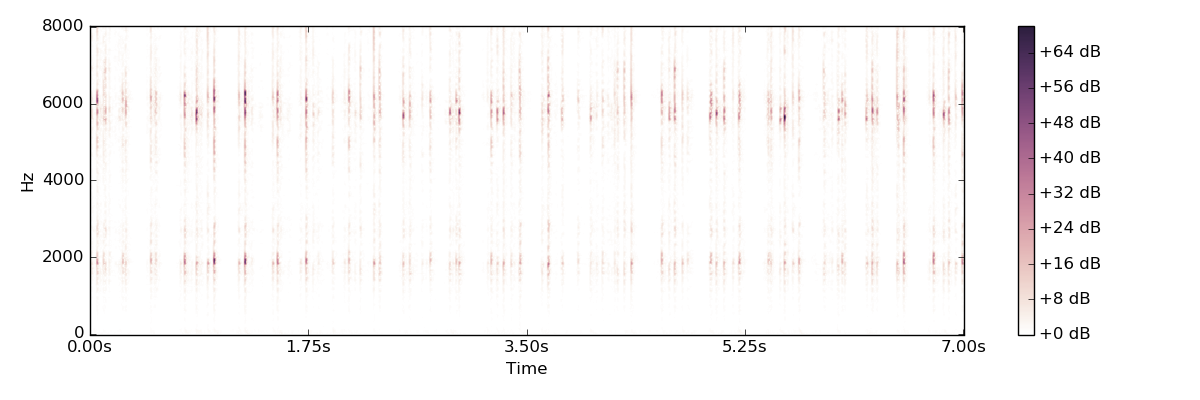 8000
6000
4000
2000
0
Hz
0.00s
1.75s
3.50s
5.25s
7.00s
Time
+64 dB
+56 dB
+48 dB
+40 dB
+32 dB
+24 dB
+16 dB
+8 dB
+0 dB